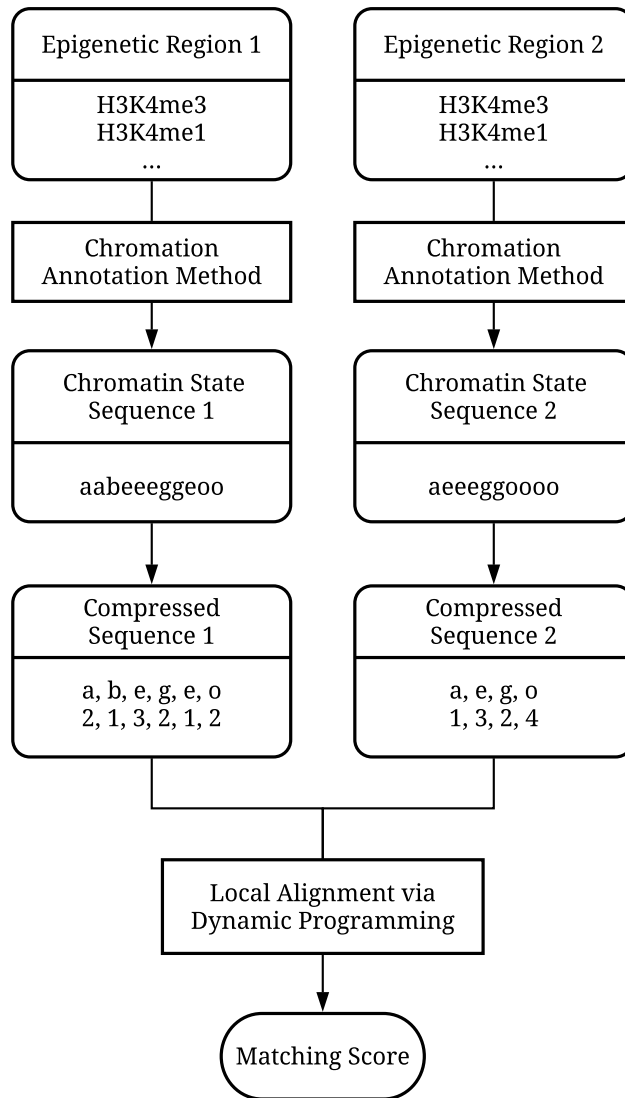 Epigenetic Region 1
H3K4me3
H3K4me1
...
Chromation
Annotation Method
Chromatin State
Sequence 1
aabeeeggeoo
Compressed
Sequence 1
a, b, e, g, e, o
2, 1, 3, 2, 1, 2
Epigenetic Region 2
H3K4me3
H3K4me1
...
Chromation
Annotation Method
Chromatin State
Sequence 2
aeeeggoooo
Compressed
Sequence 2
a, e, g, o
1, 3, 2, 4
Local Alignment via
Dynamic Programming
Matching Score